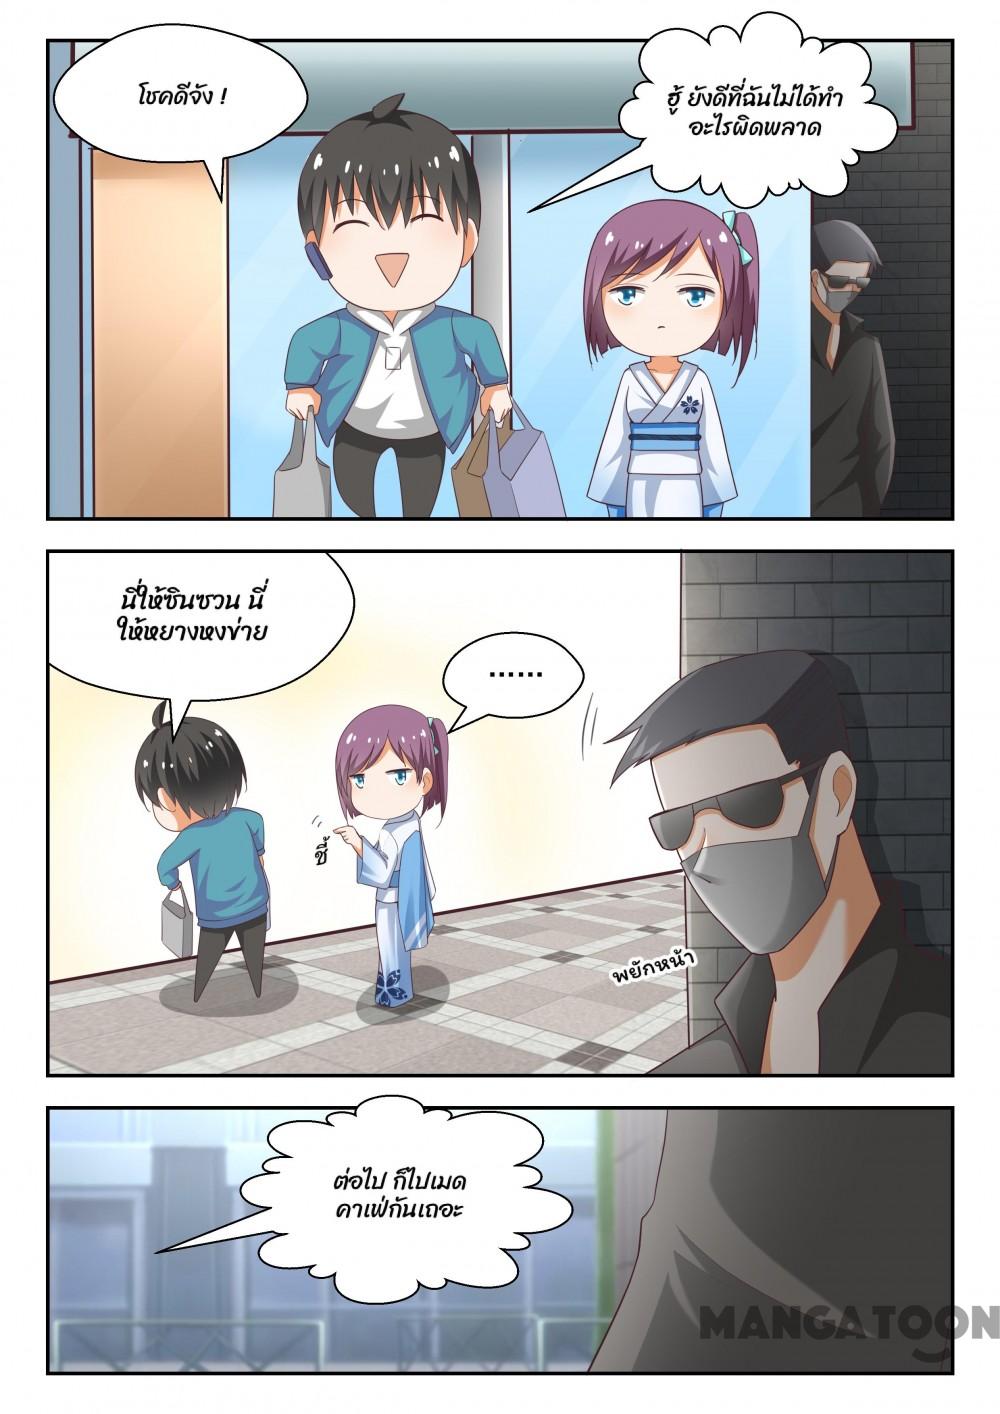 โชคดีจัง !
ฮู้ ยังดีที่ฉันไม่ได้ทำ
อะไรผิดพลาด
นี่ให้ซินซวน นี่
ให้หยางหงข่าย
......
ชี้
พยักหน้า
ต่อไป ก็ไปเมด
คาเฟ่กันเถอะ
MANGATOON